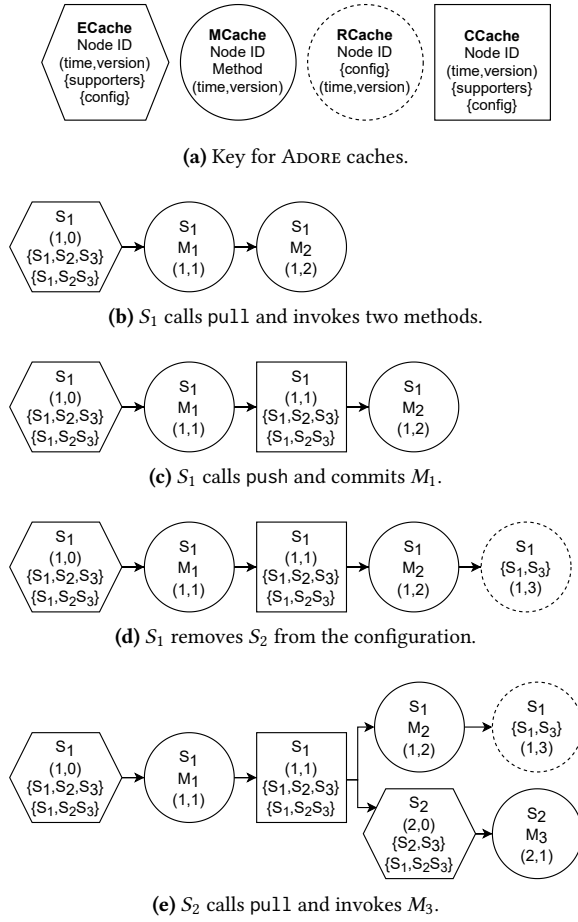 ECache
Node ID
(time,version)
{supporters}
{config}
MCache
Node ID
Method
(time,version)
RCache
Node ID
{config}
(time,version)
CCache
Node ID
(time,version)
{supporters}
{config}
(a) Key for ADORE caches.
S1
(1,0)
{S1,S2,S3}
{S1,S2S3}
S1
M1
(1,1)
S1
M2
(1,2)
(b) S1 calls pull and invokes two methods.
S1
(1,0)
{S1,S2,S3}
{S1,S2S3}
S1
M1
(1,1)
S1
(1,1)
{S1,S2,S3}
{S1,S2S3}
S1
M2
(1,2)
(c) S1 calls push and commits M1.
S1
(1,0)
{S1,S2,S3}
{S1,S2S3}
S1
M1
(1,1)
S1
(1,1)
{S1,S2,S3}
{S1,S2S3}
S1
M2
(1,2)
S1
{S1,S3}
(1,3)
(d) S1 removes S2 from the configuration.
S1
(1,0)
{S1,S2,S3}
{S1,S2S3}
S1
M1
(1,1)
S1
(1,1)
{S1,S2,S3}
{S1,S2S3}
S1
M2
(1,2)
S1
{S1,S3}
(1,3)
S2
(2,0)
{S2,S3}
{S1,S2S3}
S2
M3
(2,1)
(e) S2 calls pull and invokes M3.